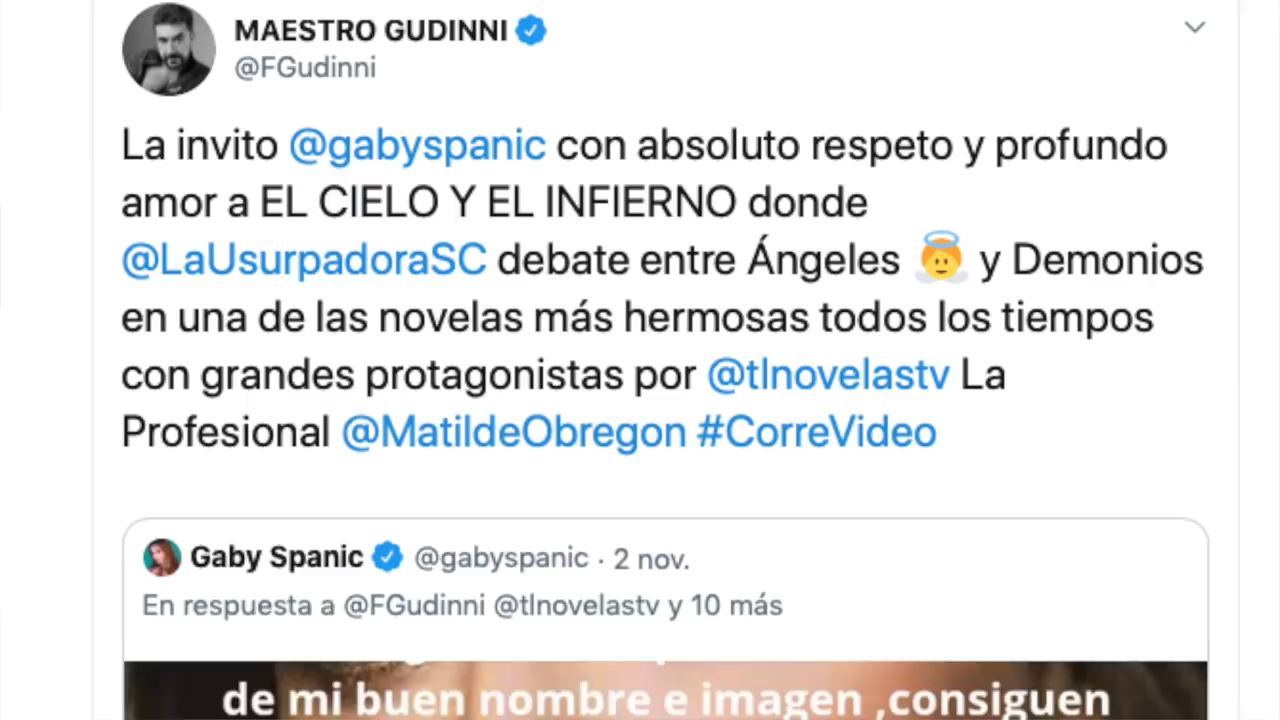 MAESTRO GUDINNI
@FGudinni
La invito @gabyspanic con absoluto respeto y profundo
amor a EL CIELO Y EL INFIERNO donde
@LaUsurpadoraSC debate entre Ángeles 👼 y Demonios
en una de las novelas más hermosas todos los tiempos
con grandes protagonistas por @tlnovelastv La
Profesional @MatildeObregon #CorreVideo
Gaby Spanic @gabyspanic · 2 nov.
En respuesta a @FGudinni @tlnovelastv y 10 más
de mi buen nombre e imagen ,consiguen